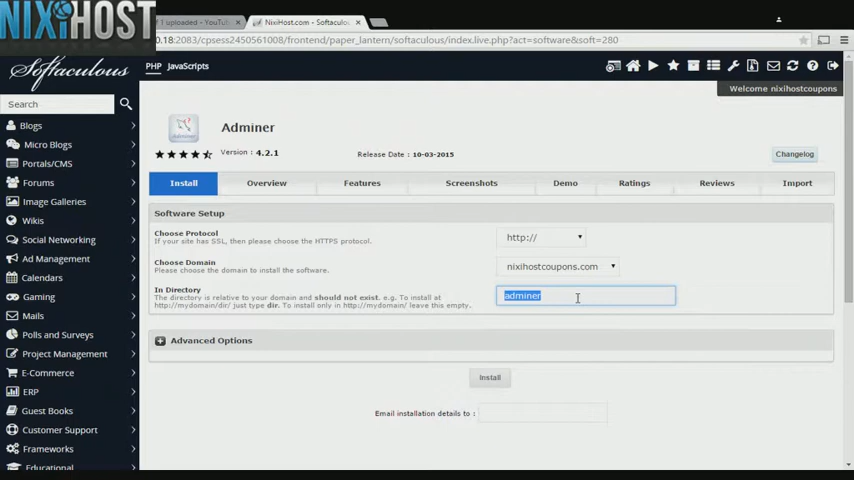 NIXIHOST
1 uploaded - YouTu
NixiHost.com - Softaculou
0.18:2083/cpsess2450561008/frontend/paper_lantern/softaculous/index.live.php?act=software&soft=280
Softaculous
PHP JavaScripts
Welcome nixihostcoupons
Search
Blogs
Micro Blogs
Portals/CMS
Forums
Image Galleries
Wikis
Social Networking
Ad Management
Calendars
Gaming
Mails
Polls and Surveys
Project Management
E-Commerce
ERP
Guest Books
Customer Support
Frameworks
Educational
Adminer
Adminer
Version : 4.2.1
Release Date : 10-03-2015
Changelog
Install Overview Features Screenshots Demo Ratings Reviews Import
Software Setup
Choose Protocol
If your site has SSL, then please choose the HTTPS protocol.
http://
Choose Domain
Please choose the domain to install the software.
nixihostcoupons.com
In Directory
The directory is relative to your domain and should not exist. e.g. To install at
http://mydomain/dir/ just type dir. To install only in http://mydomain/ leave this empty.
adminer
Advanced Options
Install
Email installation details to :